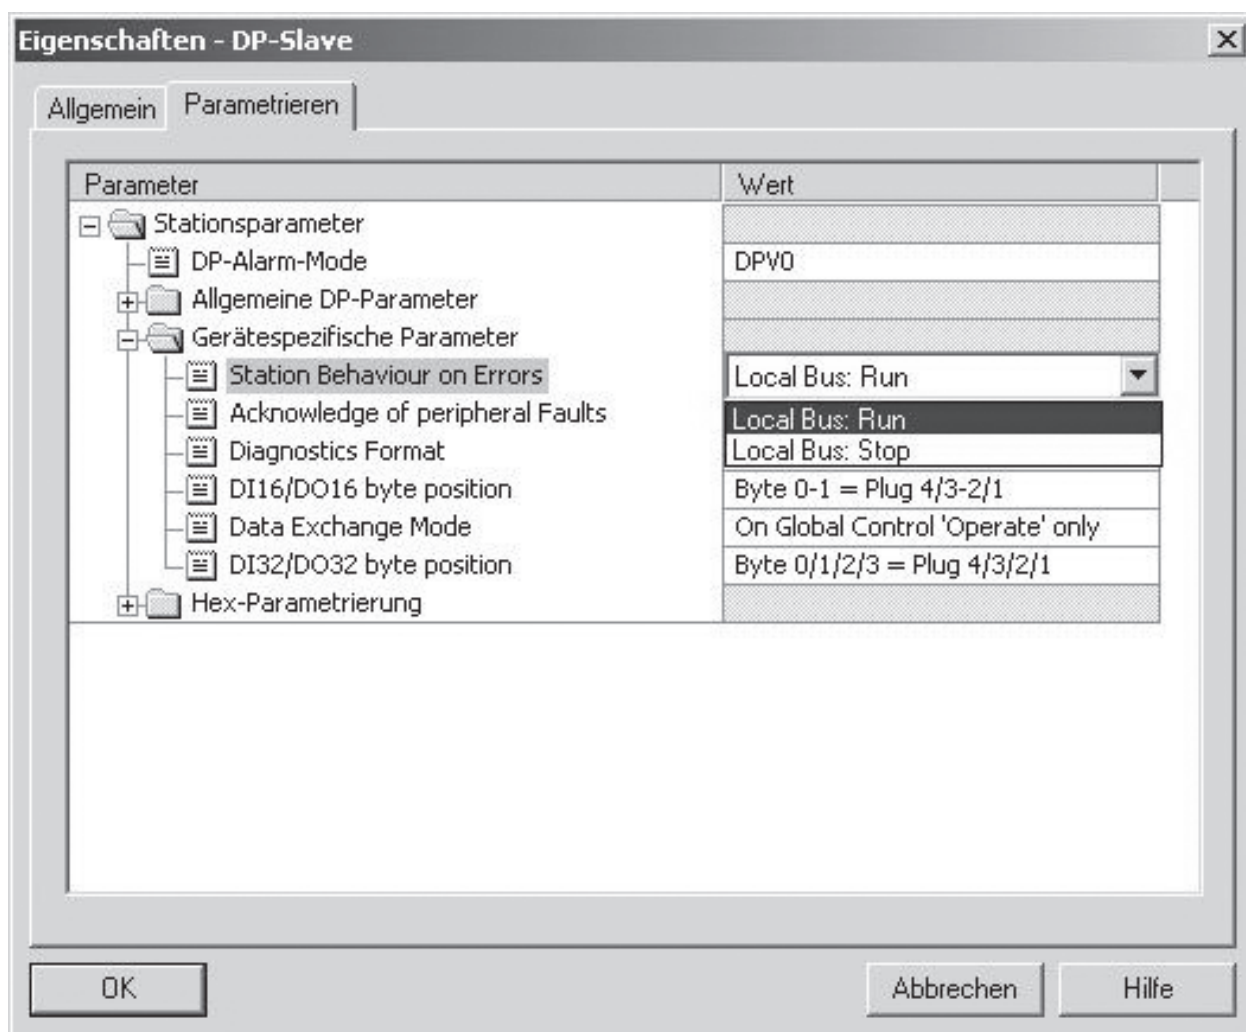 Eigenschaften - DP-Slave
Allgemein Parametrieren
Parameter Wert
Stationsparameter
DP-Alarm-Mode DPV0
Allgemeine DP-Parameter
Gerätespezifische Parameter
Station Behaviour on Errors Local Bus: Run
Acknowledge of peripheral Faults Local Bus: Run
Diagnostics Format Local Bus: Stop
DI16/DO16 byte position Byte 0-1 = Plug 4/3-2/1
Data Exchange Mode On Global Control 'Operate' only
DI32/DO32 byte position Byte 0/1/2/3 = Plug 4/3/2/1
Hex-Parametrierung
OK Abbrechen Hilfe